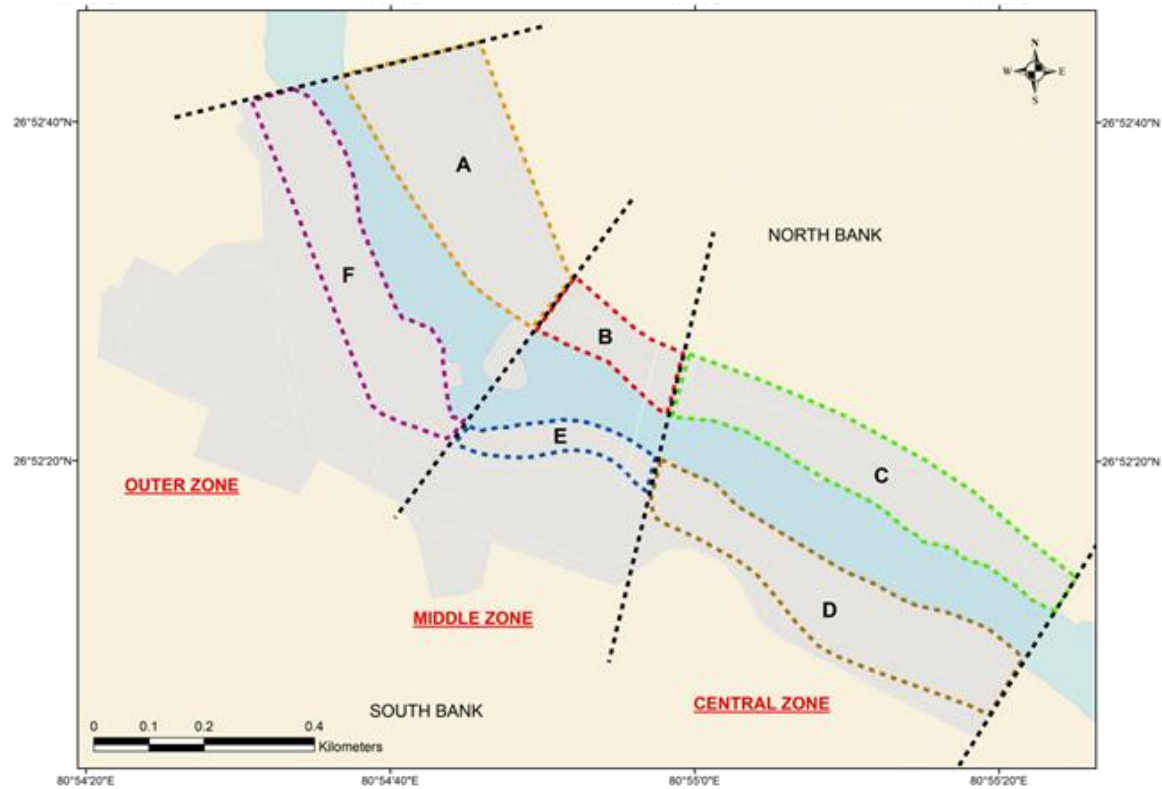 N
W E
S
26°52'40"N 26°52'40"N
A
NORTH BANK
F
B
E
26°52'20"N 26°52'20"N
C
OUTER ZONE
D
MIDDLE ZONE
CENTRAL ZONE
SOUTH BANK
0 0.1 0.2 0.4
Kilometers
80°54'20"E 80°54'40"E 80°55'0"E 80°55'20"E